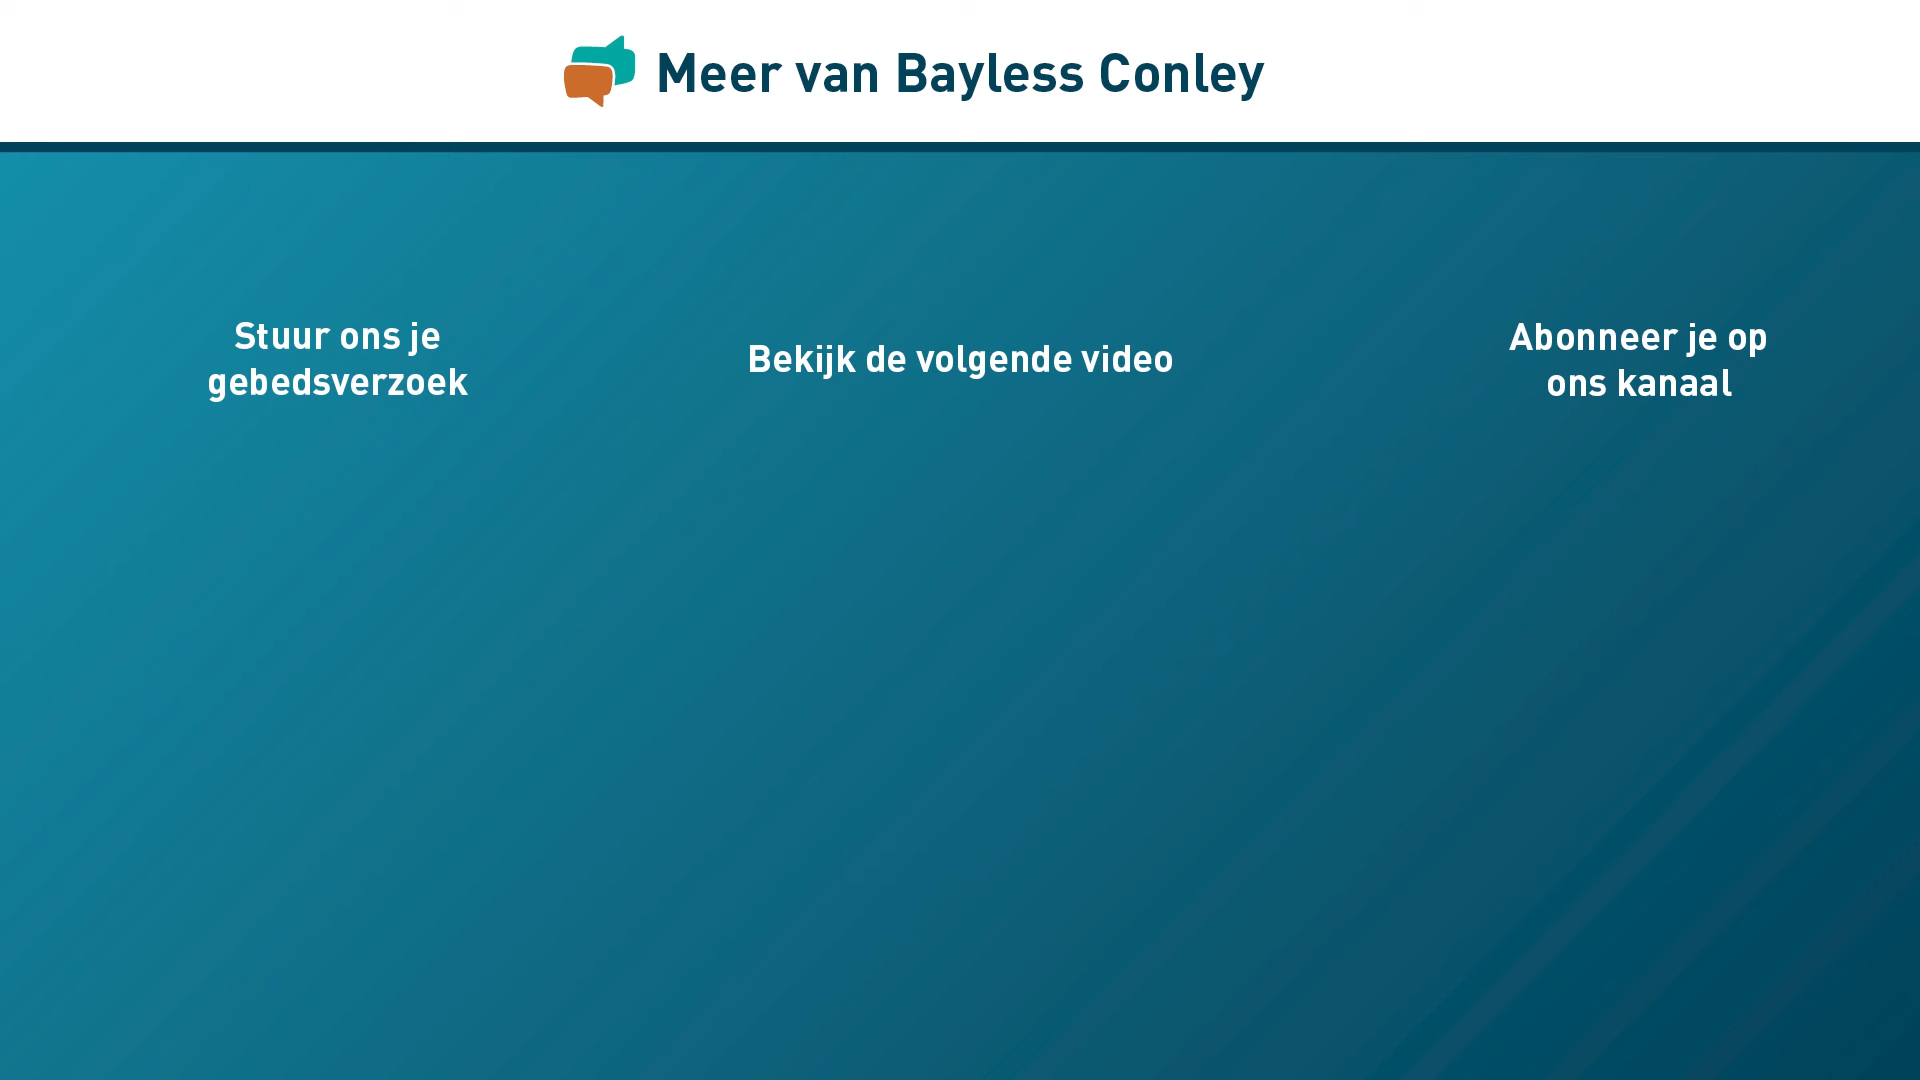 Meer van Bayless Conley
Stuur ons je
gebedsverzoek
Bekijk de volgende video
Abonneer je op
ons kanaal